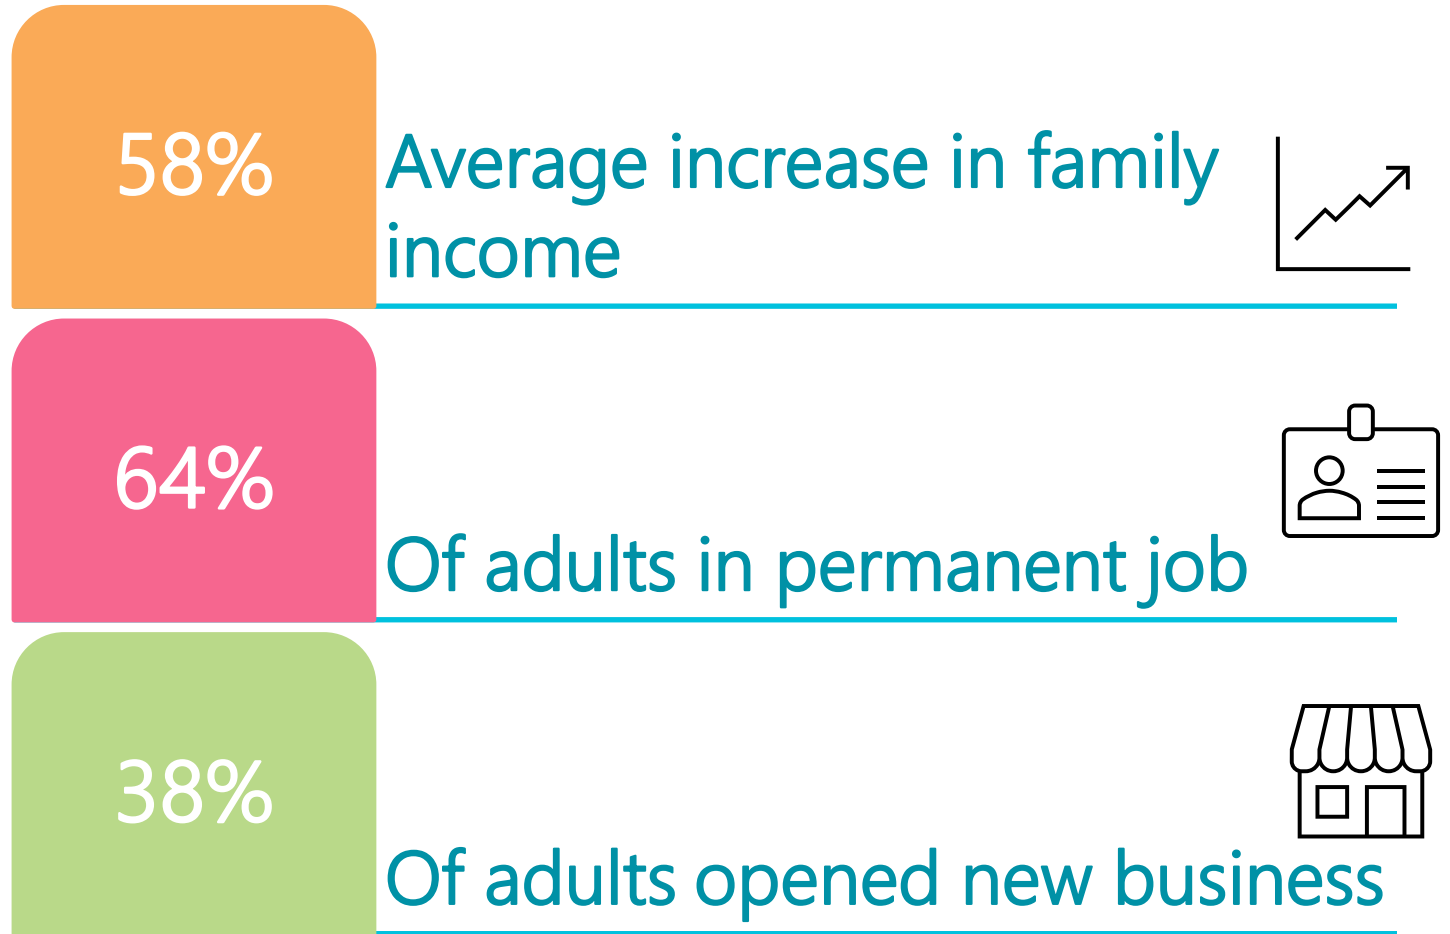 58%
Average increase in family
income
64%
Of adults in permanent job
38%
Of adults opened new business